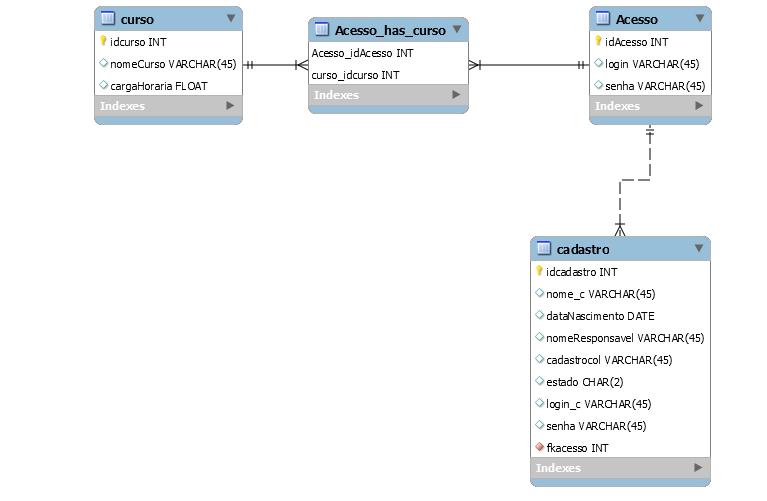 curso
idcurso INT
nomeCurso VARCHAR(45)
cargaHoraria FLOAT
Indexes
Acesso_has_curso
Acesso_idAcesso INT
curso_idcurso INT
Indexes
Acesso
idAcesso INT
login VARCHAR(45)
senha VARCHAR(45)
Indexes
cadastro
idcadastro INT
nome_c VARCHAR(45)
dataNascimento DATE
nomeResponsavel VARCHAR(45)
cadastrocol VARCHAR(45)
estado CHAR(2)
login_c VARCHAR(45)
senha VARCHAR(45)
fkacesso INT
Indexes